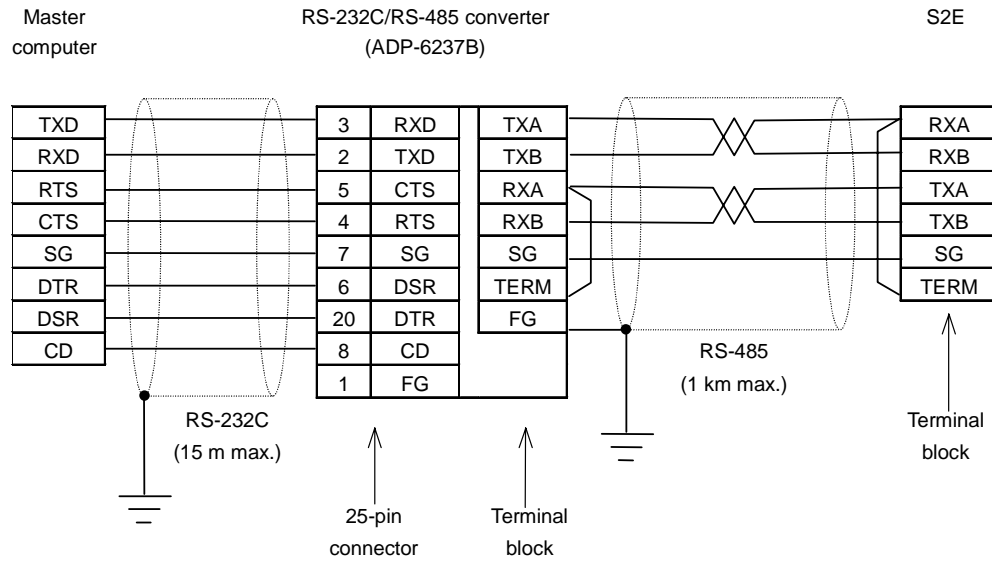 Master
computer
RS-232C/RS-485 converter
(ADP-6237B)
S2E
TXD 3 RXD TXA RXA
RXD 2 TXD TXB RXB
RTS 5 CTS RXA TXA
CTS 4 RTS RXB TXB
SG 7 SG SG SG
DTR 6 DSR TERM TERM
DSR 20 DTR FG
CD 8 CD
1 FG
RS-232C
(15 m max.)
RS-485
(1 km max.)
25-pin
connector
Terminal
block
Terminal
block